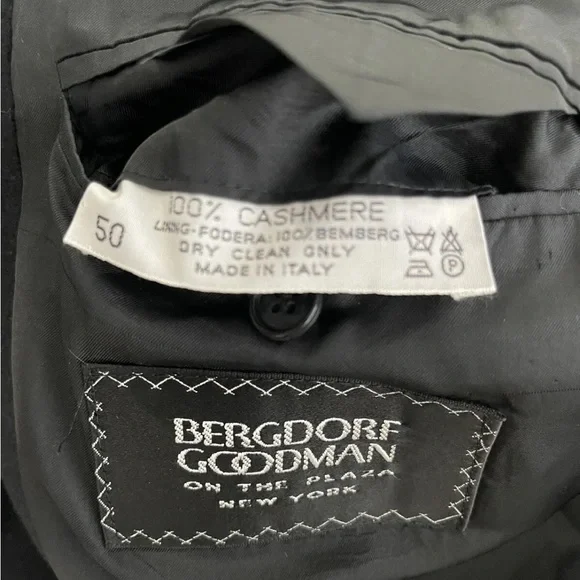 50
100% CASHMERE
LINING-FODERA: 100% BEMBERG
DRY CLEAN ONLY
MADE IN ITALY
P
BERGDORF
GOODMAN
ON THE PLAZA
NEW YORK